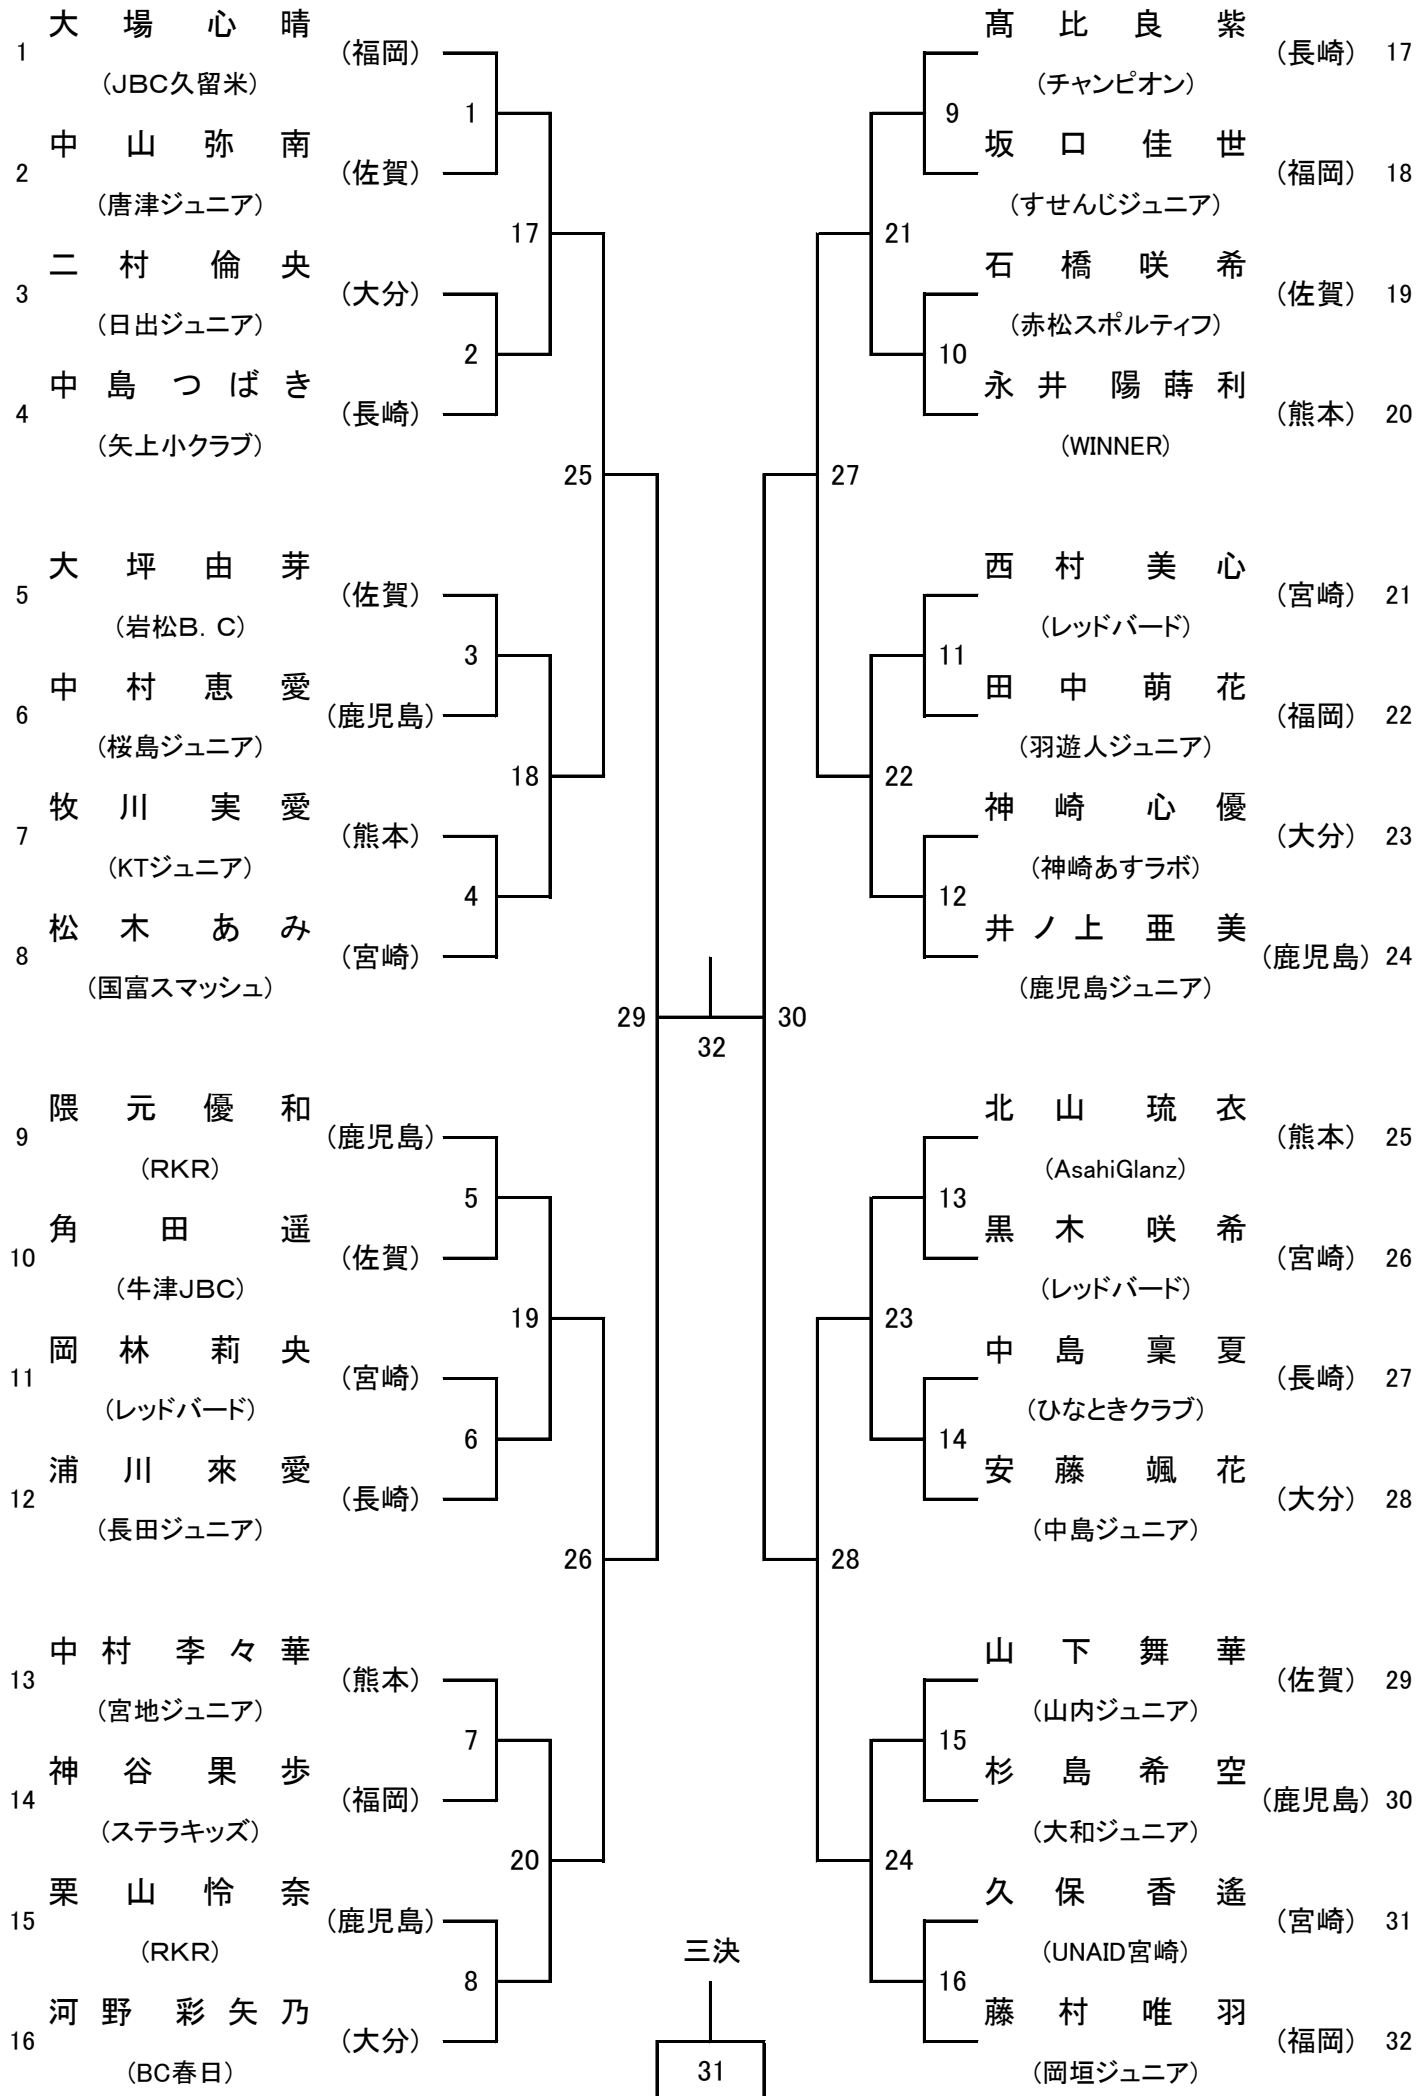 大場心晴
1 (福岡)
(JBC久留米)
1
中山弥南
2 (佐賀)
(唐津ジュニア)
17
二村倫央
3 (大分)
(日出ジュニア)
2
中島つばき
4 (長崎)
(矢上小クラブ)
25
大坪由芽
5 (佐賀)
(岩松B．C)
3
中村恵愛
6 (鹿児島)
(桜島ジュニア)
18
牧川実愛
7 (熊本)
(KTジュニア)
4
松木あみ
8 (宮崎)
(国富スマッシュ)
29
隈元優和
9 (鹿児島)
(RKR)
5
角田遥
10 (佐賀)
(牛津JBC)
19
岡林莉央
11 (宮崎)
(レッドバード)
6
浦川來愛
12 (長崎)
(長田ジュニア)
26
中村李々華
13 (熊本)
(宮地ジュニア)
7
神谷果歩
14 (福岡)
(ステラキッズ)
20
栗山怜奈
15 (鹿児島)
(RKR)
8
河野彩矢乃
16 (大分)
(BC春日)
32
三決
31
髙比良紫
(長崎) 17
(チャンピオン)
9
坂口佳世
(福岡) 18
(すせんじジュニア)
21
石橋咲希
(佐賀) 19
(赤松スポルティフ)
10
永井陽蒔利
(熊本) 20
(WINNER)
27
西村美心
(宮崎) 21
(レッドバード)
11
田中萌花
(福岡) 22
(羽遊人ジュニア)
22
神崎心優
(大分) 23
(神崎あすラボ)
12
井ノ上亜美
(鹿児島) 24
(鹿児島ジュニア)
30
北山琉衣
(熊本) 25
(AsahiGlanz)
13
黒木咲希
(宮崎) 26
(レッドバード)
23
中島稟夏
(長崎) 27
(ひなときクラブ)
14
安藤颯花
(大分) 28
(中島ジュニア)
28
山下舞華
(佐賀) 29
(山内ジュニア)
15
杉島希空
(鹿児島) 30
(大和ジュニア)
24
久保香遙
(宮崎) 31
(UNAID宮崎)
16
藤村唯羽
(福岡) 32
(岡垣ジュニア)